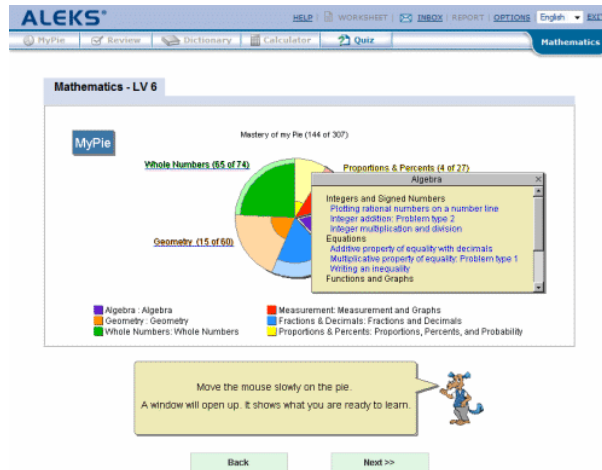 ALEKS®
HELP | WORKSHEET | INBOX | REPORT | OPTIONS English EXIT
MyPie Review Dictionary Calculator Quiz
Mathematics
Mathematics - LV 6
MyPie
Mastery of my Pie (144 of 307)
Whole Numbers (65 of 74)
Proportions & Percents (4 of 27)
Geometry (15 of 60)
Algebra
Integers and Signed Numbers
Plotting rational numbers on a number line
Integer addition: Problem type 2
Integer multiplication and division
Equations
Additive property of equality with decimals
Multiplicative property of equality: Problem type 1
Writing an inequality
Functions and Graphs
Algebra : Algebra
Geometry : Geometry
Whole Numbers: Whole Numbers
Measurement: Measurement and Graphs
Fractions & Decimals: Fractions and Decimals
Proportions & Percents: Proportions, Percents, and Probability
Move the mouse slowly on the pie.
A window will open up. It shows what you are ready to learn.
Back
Next >>